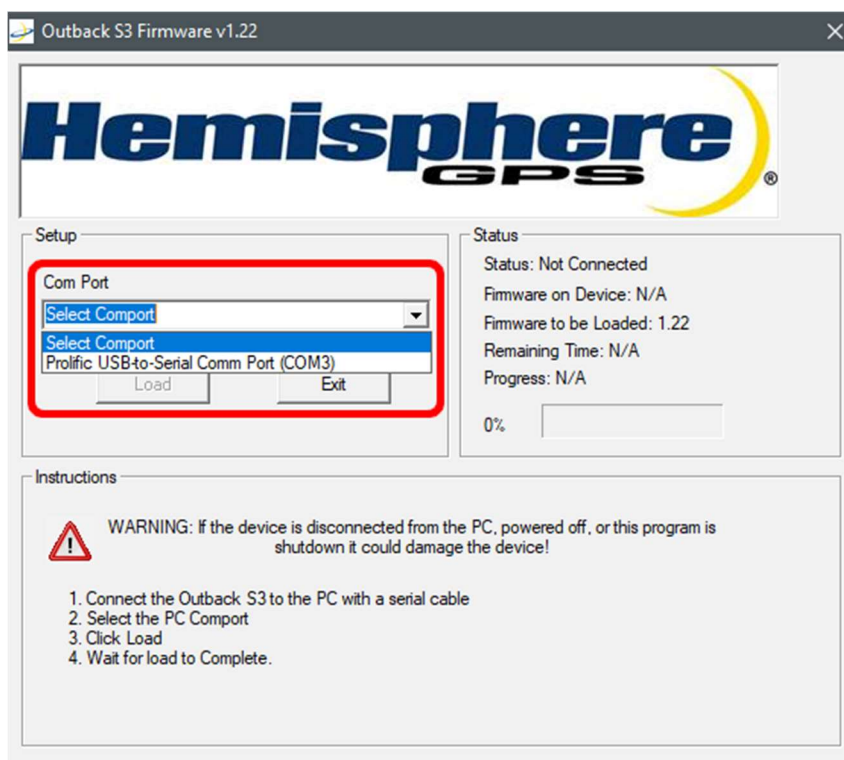 Outback S3 Firmware v1.22
Hemisphere
GPS
®
Setup
Com Port
Select Comport
Select Comport
Prolific USB-to-Serial Comm Port (COM3)
Load
Exit
Status
Status: Not Connected
Firmware on Device: N/A
Firmware to be Loaded: 1.22
Remaining Time: N/A
Progress: N/A
0%
Instructions
WARNING: If the device is disconnected from the PC, powered off, or this program is
shutdown it could damage the device!
1. Connect the Outback S3 to the PC with a serial cable
2. Select the PC Comport
3. Click Load
4. Wait for load to Complete.